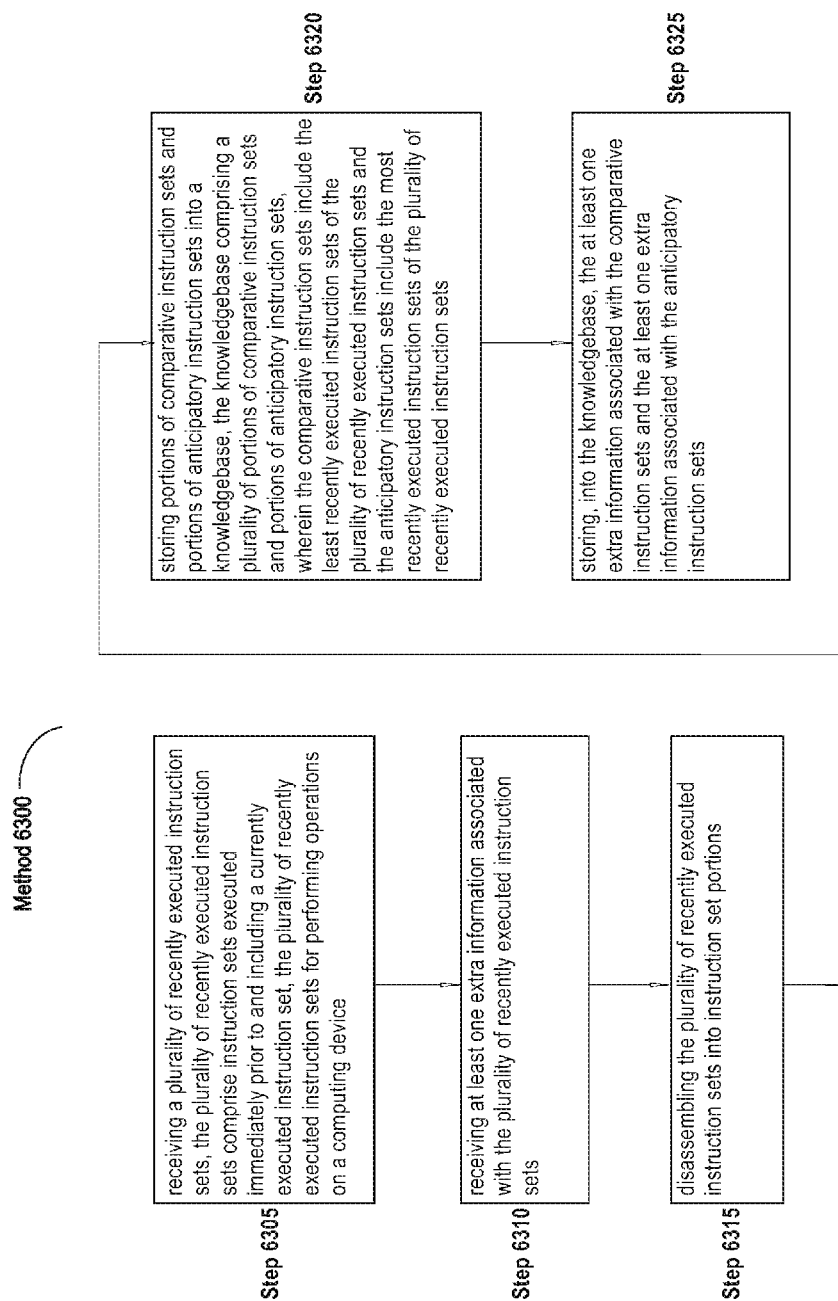 Method 6300
receiving a plurality of recently executed instruction
sets, the plurality of recently executed instruction
sets comprise instruction sets executed
immediately prior to and including a currently
executed instruction set, the plurality of recently
executed instruction sets for performing operations
on a computing device
Step 6305
receiving at least one extra information associated
with the plurality of recently executed instruction
sets
Step 6310
disassembling the plurality of recently executed
instruction sets into instruction set portions
Step 6315
storing portions of comparative instruction sets and
portions of anticipatory instruction sets into a
knowledgebase, the knowledgebase comprising a
plurality of portions of comparative instruction sets
and portions of anticipatory instruction sets,
wherein the comparative instruction sets include the
least recently executed instruction sets of the
plurality of recently executed instruction sets and
the anticipatory instruction sets include the most
recently executed instruction sets of the plurality of
recently executed instruction sets
Step 6320
storing, into the knowledgebase, the at least one
extra information associated with the comparative
instruction sets and the at least one extra
information associated with the anticipatory
instruction sets
Step 6325